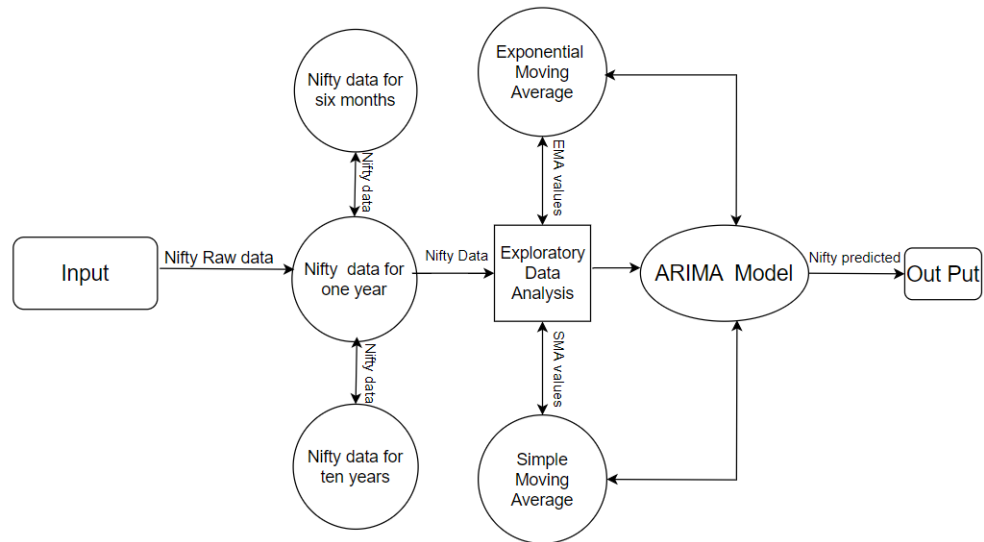 Nifty data for
six months
Nifty data
Input
Nifty Raw data
Nifty data for
one year
Nifty data
Nifty data for
ten years
Nifty Data
Exponential
Moving
Average
EMA values
Exploratory
Data
Analysis
SMA values
Simple
Moving
Average
ARIMA Model
Nifty predicted
Out Put